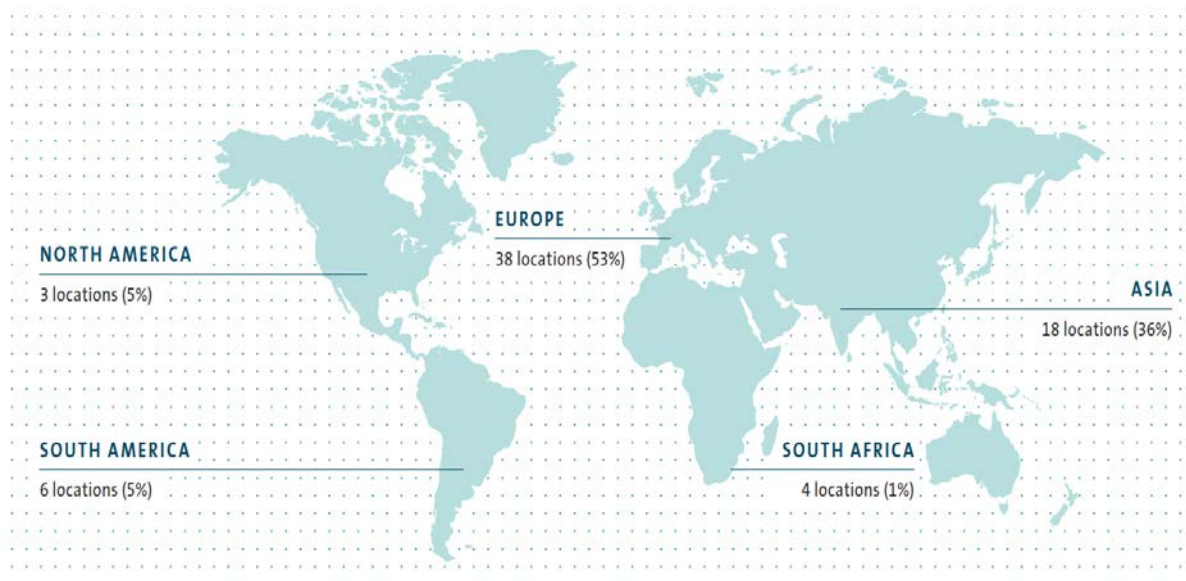 EUROPE
38 locations (53%)
NORTH AMERICA
3 locations (5%)
ASIA
18 locations (36%)
SOUTH AMERICA
6 locations (5%)
SOUTH AFRICA
4 locations (1%)